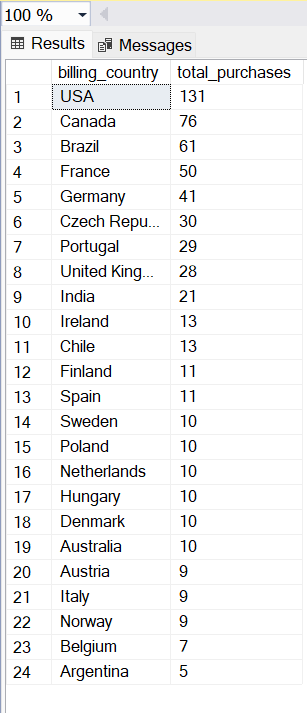 100 %
Results Messages
billing_country total_purchases
1 USA 131
2 Canada 76
3 Brazil 61
4 France 50
5 Germany 41
6 Czech Repu... 30
7 Portugal 29
8 United King... 28
9 India 21
10 Ireland 13
11 Chile 13
12 Finland 11
13 Spain 11
14 Sweden 10
15 Poland 10
16 Netherlands 10
17 Hungary 10
18 Denmark 10
19 Australia 10
20 Austria 9
21 Italy 9
22 Norway 9
23 Belgium 7
24 Argentina 5